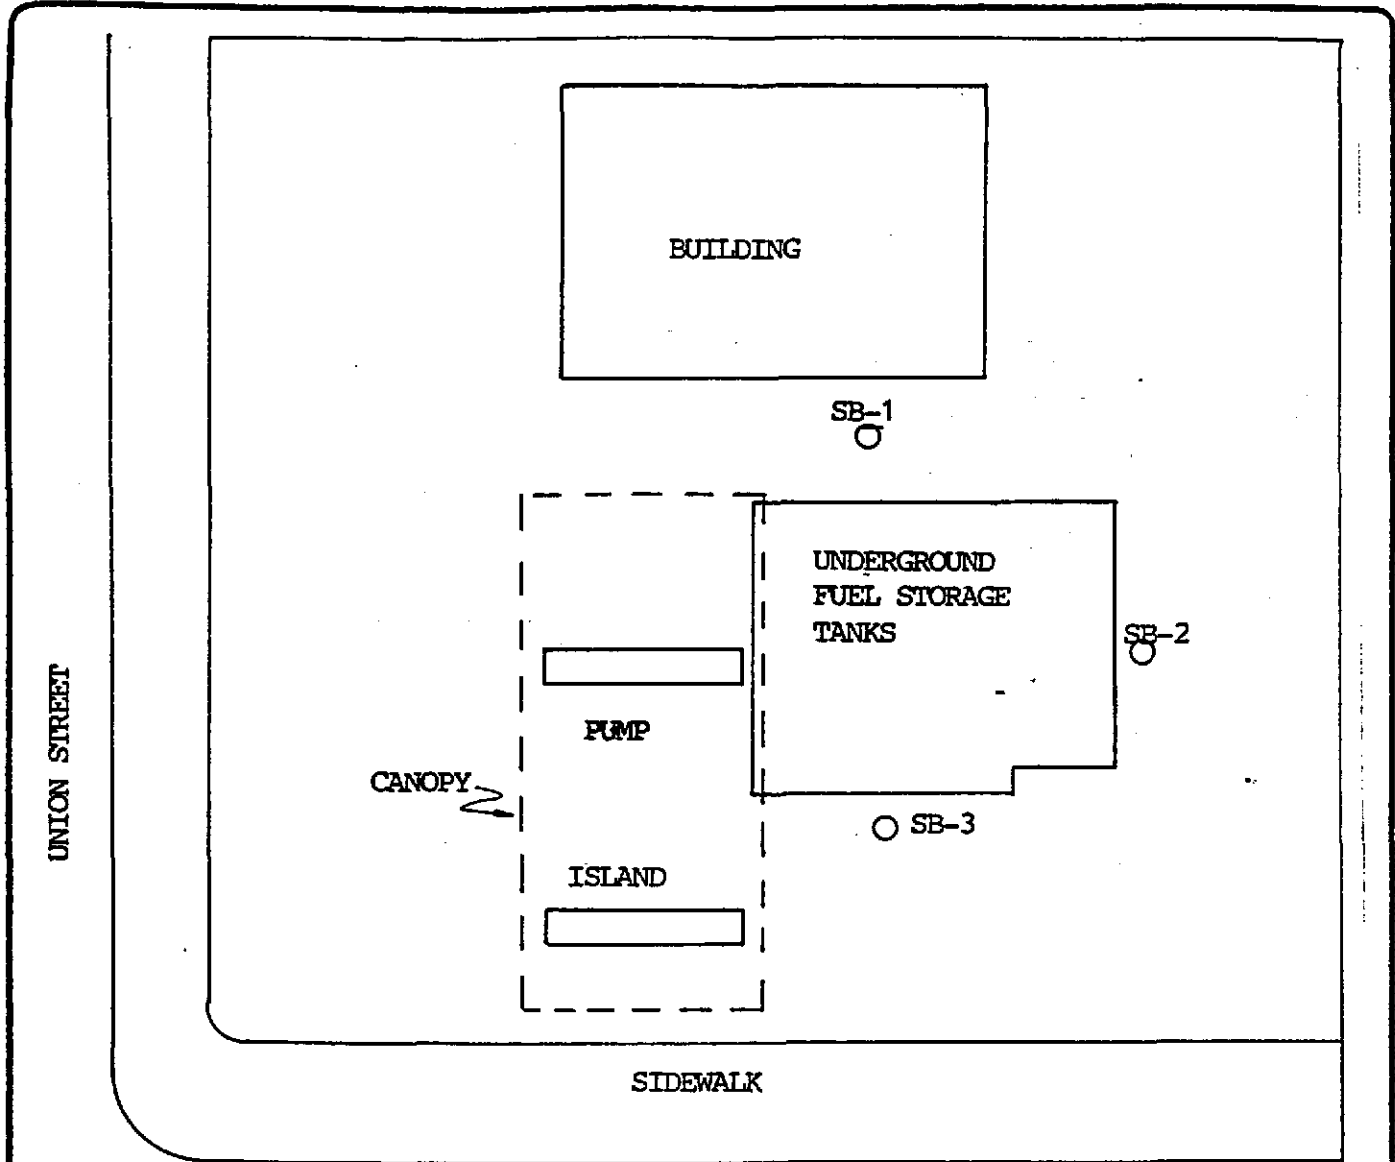 BUILDING
SB-1
UNDERGROUND
FUEL STORAGE
TANKS
SB-2
PUMP
CANOPY
SB-3
ISLAND
UNION STREET
SIDEWALK